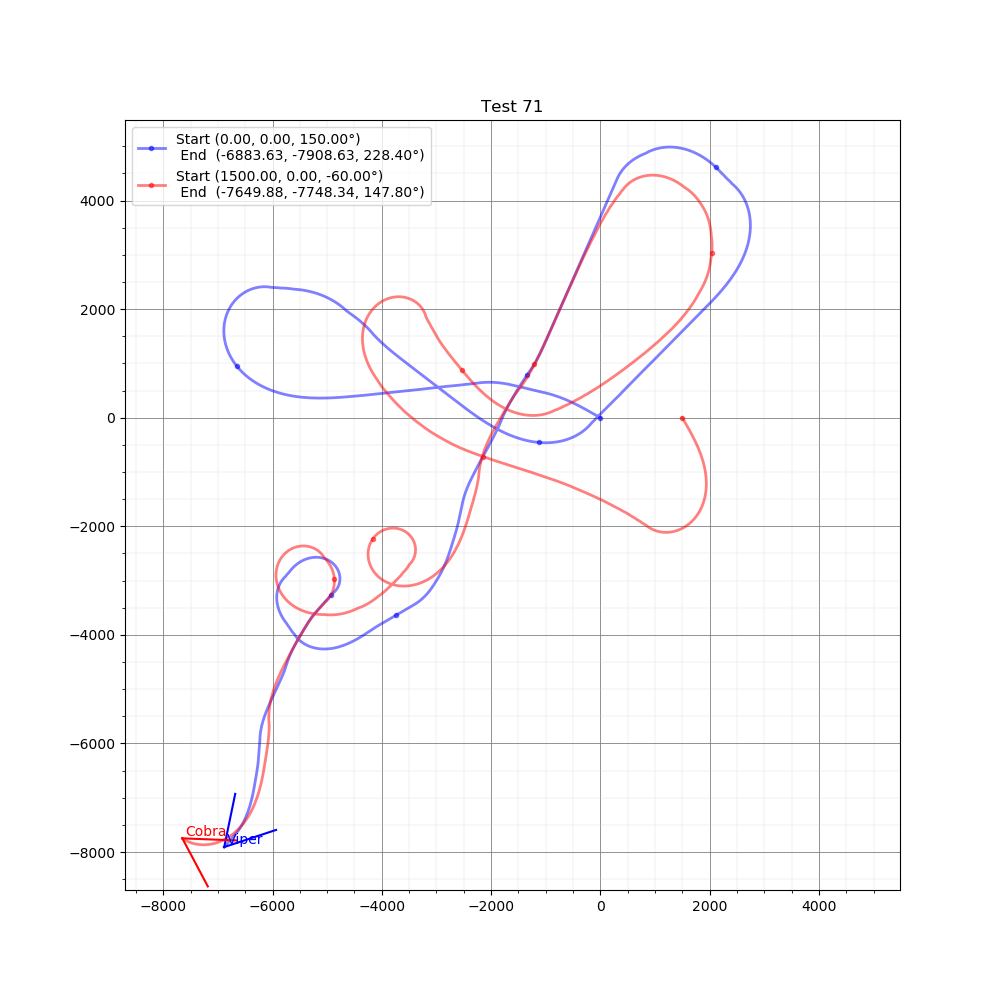 Test 71
Start (0.00, 0.00, 150.00°)
End (-6883.63, -7908.63, 228.40°)
Start (1500.00, 0.00, -60.00°)
End (-7649.88, -7748.34, 147.80°)
4000
2000
0
−2000
−4000
−6000
−8000
Cobra
Viper
−8000 −6000 −4000 −2000 0 2000 4000